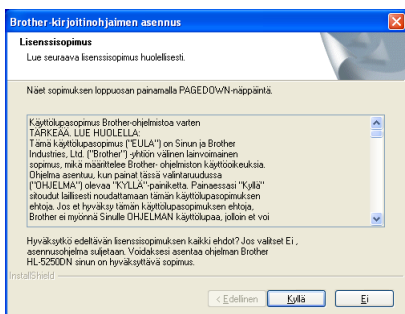 Brother-kirjoitinohjaimen asennus
Lisenssisopimus
Lue seuraava lisenssisopimus huolellisesti.
Näet sopimuksen loppuosan painamalla PAGEDOWN-näppäintä.
Käyttölupasopimus Brother-ohjelmistoa varten
TÄRKEÄÄ. LUE HUOLELLA:
Tämä käyttölupasopimus ("EULA") on Sinun ja Brother
Industries, Ltd. ("Brother") -yhtiön välinen lainvoimainen
sopimus, mikä määrittelee Brother- ohjelmiston käyttöoikeuksia.
Ohjelma asentuu, kun painat tässä valintaruudussa
("OHJELMA") olevaa "KYLLÄ"-painiketta. Painaessasi "Kyllä"
sitoudut laillisesti noudattamaan tämän käyttölupasopimuksen
ehtoja. Jos et hyväksy tämän käyttölupasopimuksen ehtoja,
Brother ei myönnä Sinulle OHJELMAN käyttölupaa, jolloin et voi
Hyväksytkö edeltävän lisenssisopimuksen kaikki ehdot? Jos valitset Ei ,
asennusohjelma suljetaan. Voidaksesi asentaa ohjelman Brother
HL-5250DN sinun on hyväksyttävä sopimus.
InstallShield
< Edellinen Kyllä Ei